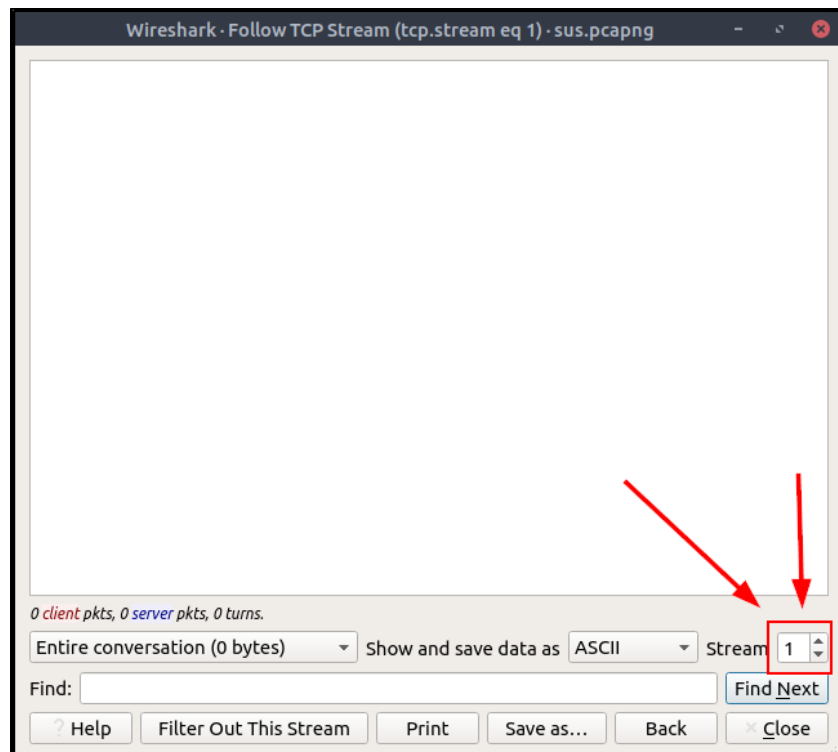 Wireshark · Follow TCP Stream (tcp.stream eq 1) · sus.pcapng
0 client pkts, 0 server pkts, 0 turns.
Entire conversation (0 bytes) Show and save data as ASCII Stream 1
Find: Find Next
? Help Filter Out This Stream Print Save as... Back × Close